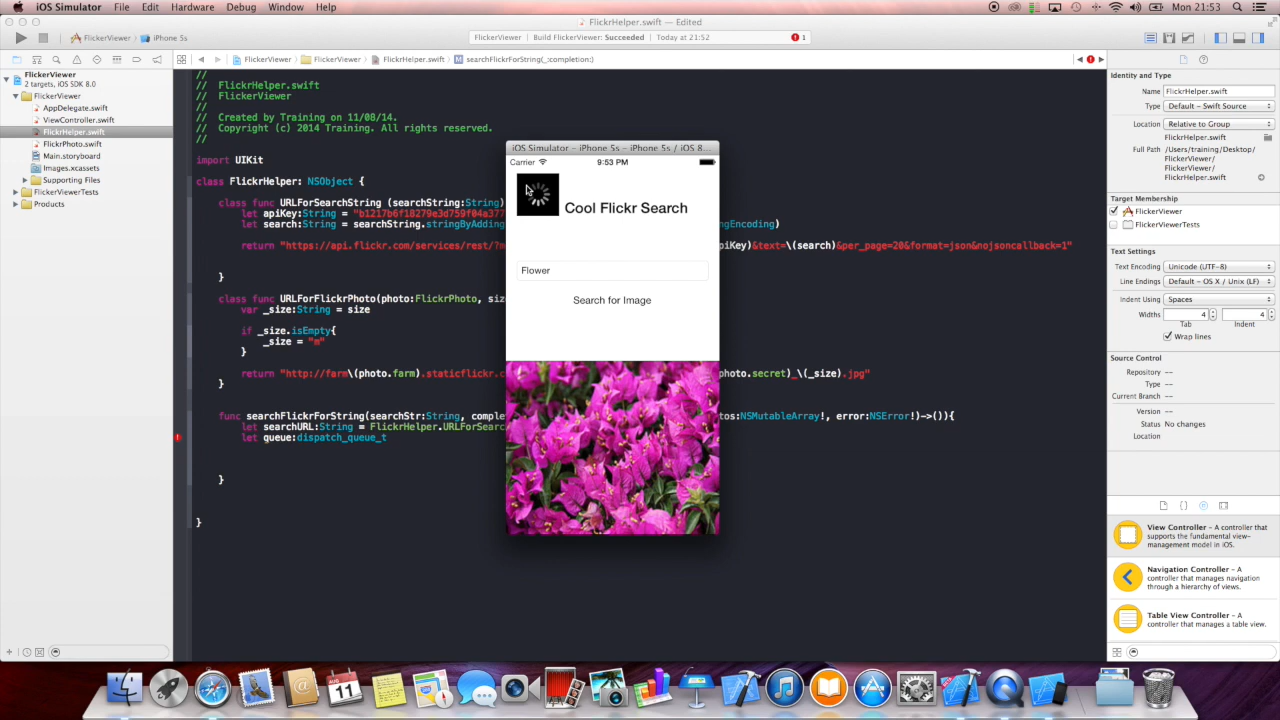 iOS Simulator File Edit Hardware Debug Window Help Mon 21:53
FlickrHelper.swift — Edited
FlickerViewer iPhone 5s
FlickerViewer Build FlickerViewer: Succeeded Today at 21:52 1
FlickerViewer FlickerViewer FlickrHelper.swift searchFlickrForString(_:completion:)
FlickerViewer
2 targets, iOS SDK 8.0
FlickerViewer
AppDelegate.swift
ViewController.swift
FlickrHelper.swift
FlickrPhoto.swift
Main.storyboard
Images.xcassets
Supporting Files
FlickerViewerTests
Products
//
// FlickrHelper.swift
// FlickerViewer
//
// Created by Training on 11/08/14.
// Copyright (c) 2014 Training. All rights reserved.
//
import UIKit
class FlickrHelper: NSObject {
class func URLForSearchString (searchString:String)
let apiKey:String = "b1217b6f18279e3d759f04a377
let search:String = searchString.stringByAdding ngEncoding)
return "https://api.flickr.com/services/rest/?m piKey)&text=\(search)&per_page=20&format=json&nojsoncallback=1"
}
class func URLForFlickrPhoto(photo:FlickrPhoto, siz
var _size:String = size
if _size.isEmpty{
_size = "m"
}
return "http://farm\(photo.farm).staticflickr.c photo.secret)_\(_size).jpg"
}
func searchFlickrForString(searchStr:String, comple tos:NSMutableArray!, error:NSError!)->()){
let searchURL:String = FlickrHelper.URLForSearc
let queue:dispatch_queue_t
}
}
iOS Simulator – iPhone 5s – iPhone 5s / iOS 8...
Carrier 9:53 PM
Cool Flickr Search
Flower
Search for Image
Identity and Type
Name FlickrHelper.swift
Type Default – Swift Source
Location Relative to Group
FlickrHelper.swift
Full Path /Users/training/Desktop/
FlickerViewer/
FlickerViewer/
FlickrHelper.swift
Target Membership
FlickerViewer
FlickerViewerTests
Text Settings
Text Encoding Unicode (UTF-8)
Line Endings Default – OS X / Unix (LF)
Indent Using Spaces
Widths 4 4
Tab Indent
Wrap lines
Source Control
Repository --
Type --
Current Branch --
Version --
Status No changes
Location
View Controller – A controller that
supports the fundamental view-
management model in iOS.
Navigation Controller – A
controller that manages navigation
through a hierarchy of views.
Table View Controller – A
controller that manages a table view.
AUG
11